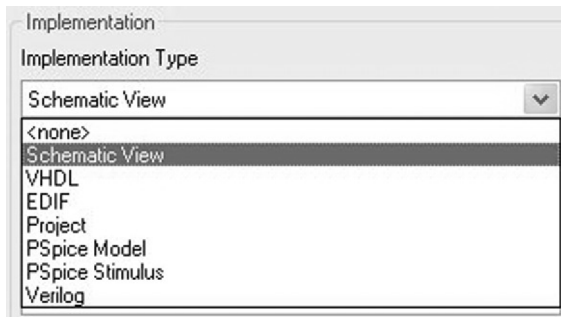 Implementation
Implementation Type
Schematic View
<none>
Schematic View
VHDL
EDIF
Project
PSpice Model
PSpice Stimulus
Verilog